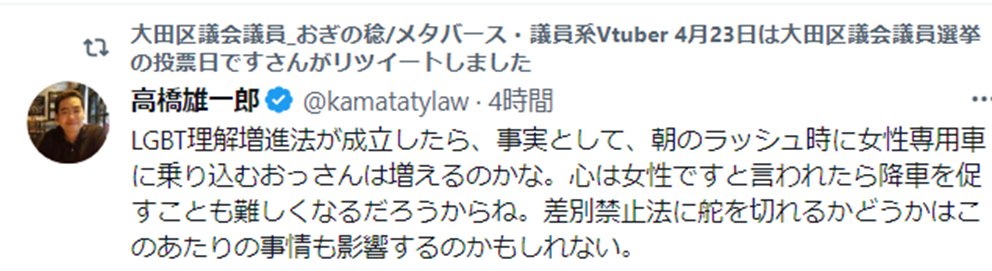 大田区議会議員_おぎの稔/メタバース・議員系Vtuber 4月23日は大田区議会議員選挙
の投票日ですさんがリツイートしました
高橋雄一郎 @kamatatylaw · 4時間
LGBT理解増進法が成立したら、事実として、朝のラッシュ時に女性専用車
に乗り込むおっさんは増えるのかな。心は女性ですと言われたら降車を促
すことも難しくなるだろうからね。差別禁止法に舵を切れるかどうかはこ
のあたりの事情も影響するのかもしれない。